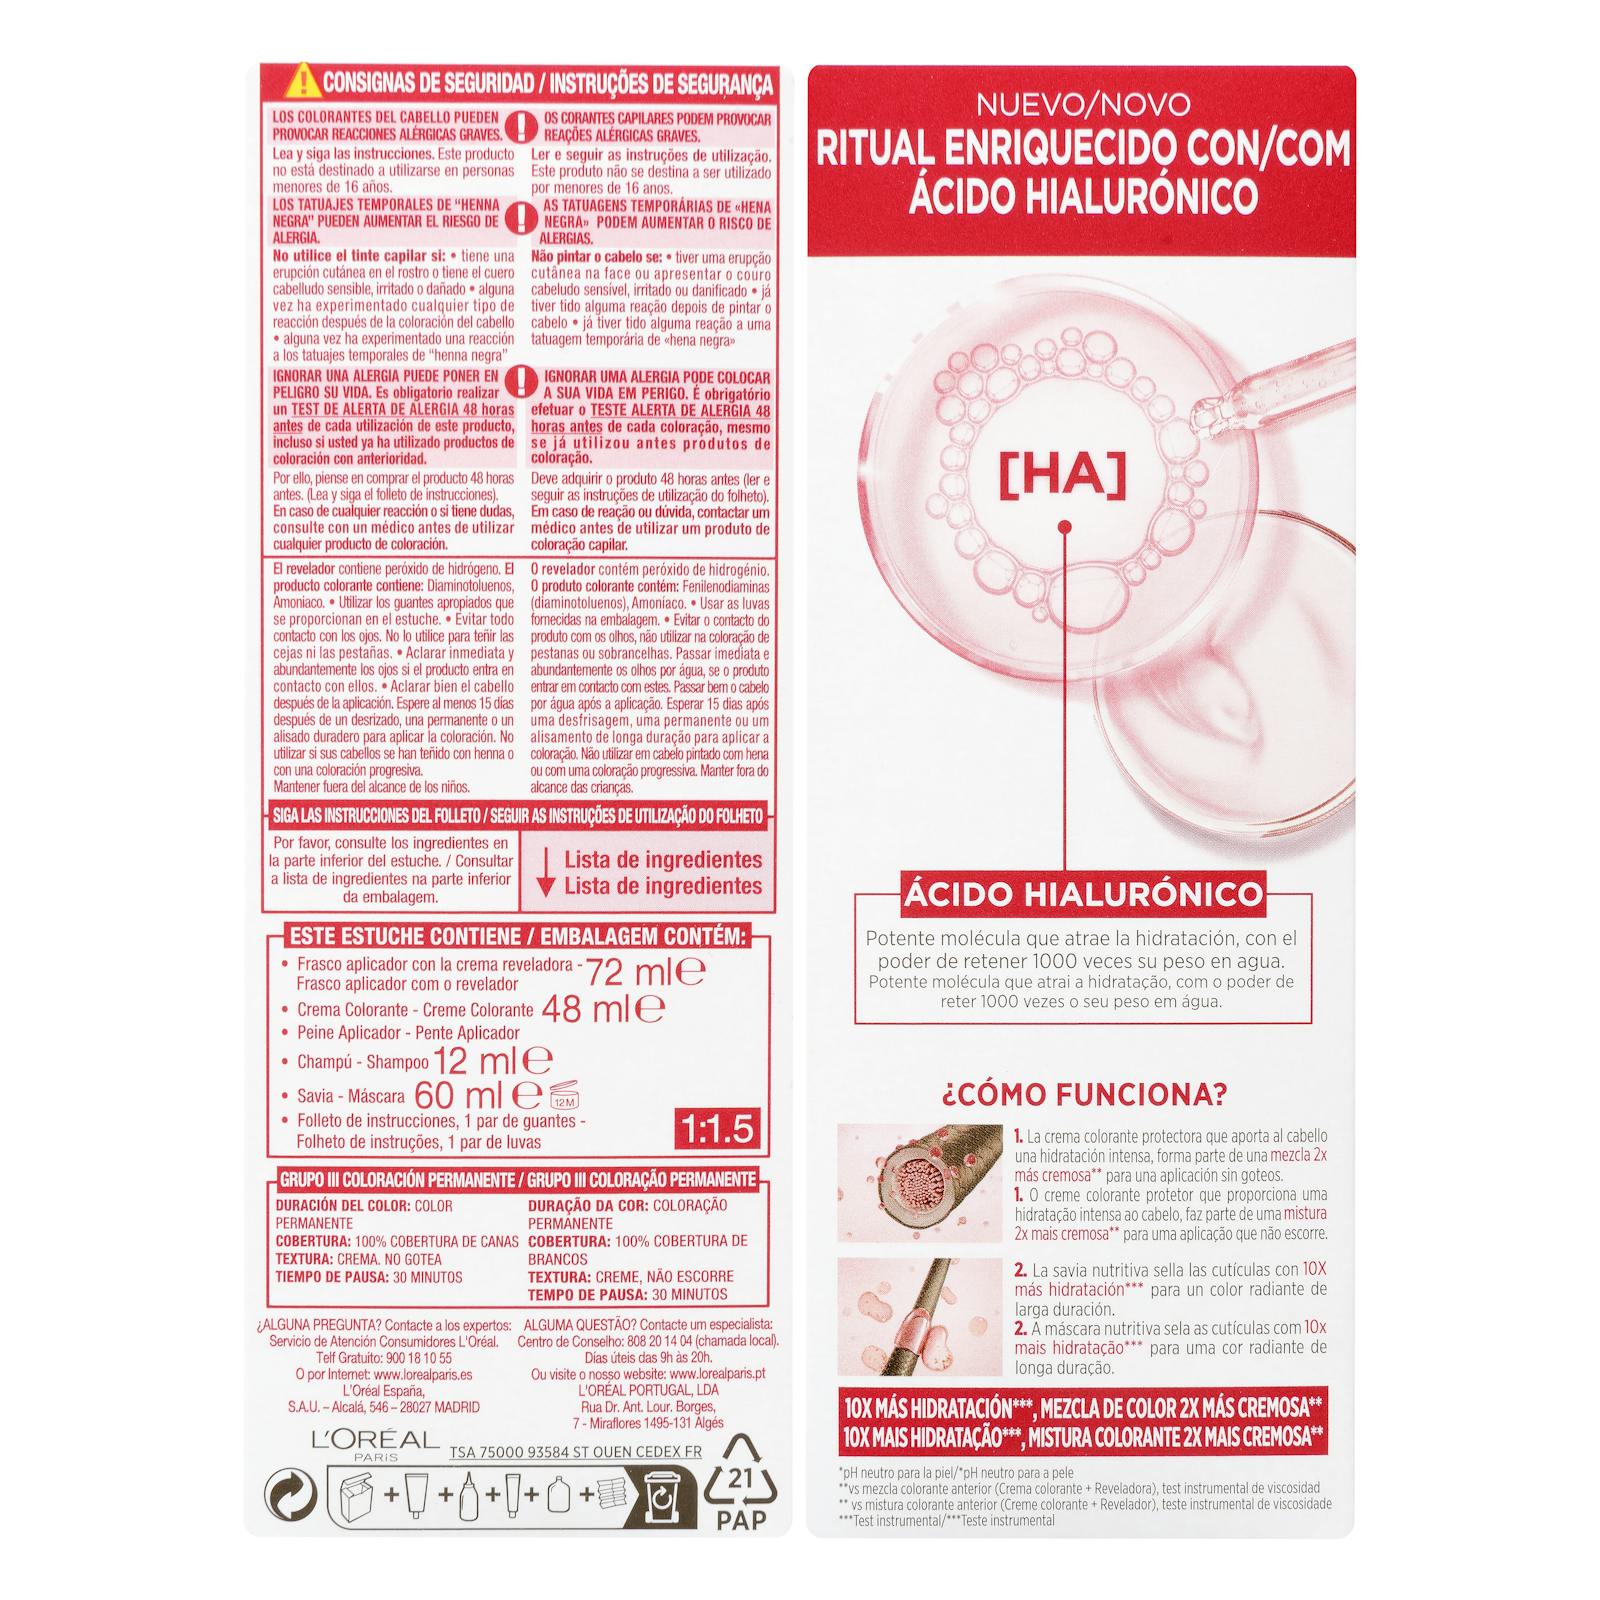 CONSIGNAS DE SEGURIDAD / INSTRUÇÕES DE SEGURANÇA
LOS COLORANTES DEL CABELLO PUEDEN
PROVOCAR REACCIONES ALÉRGICAS GRAVES.
Lea y siga las instrucciones. Este producto
no está destinado a utilizarse en personas
menores de 16 años.
LOS TATUAJES TEMPORALES DE “HENNA
NEGRA” PUEDEN AUMENTAR EL RIESGO DE
ALERGIA.
No utilice el tinte capilar si: • tiene una
erupción cutánea en el rostro o tiene el cuero
cabelludo sensible, irritado o dañado • alguna
vez ha experimentado cualquier tipo de
reacción después de la coloración del cabello
• alguna vez ha experimentado una reacción
a los tatuajes temporales de “henna negra”
IGNORAR UNA ALERGIA PUEDE PONER EN
PELIGRO SU VIDA. Es obligatorio realizar
un TEST DE ALERTA DE ALERGIA 48 horas
antes de cada utilización de este producto,
incluso si usted ya ha utilizado productos de
coloración con anterioridad.
Por ello, piense en comprar el producto 48 horas
antes. (Lea y siga el folleto de instrucciones).
En caso de cualquier reacción o si tiene dudas,
consulte con un médico antes de utilizar
cualquier producto de coloración.
OS CORANTES CAPILARES PODEM PROVOCAR
REAÇÕES ALÉRGICAS GRAVES.
Ler e seguir as instruções de utilização.
Este produto não se destina a ser utilizado
por menores de 16 anos.
AS TATUAGENS TEMPORÁRIAS DE «HENA
NEGRA» PODEM AUMENTAR O RISCO DE
ALERGIAS.
Não pintar o cabelo se: • tiver uma erupção
cutânea na face ou apresentar o couro
cabeludo sensível, irritado ou danificado • já
tiver tido alguma reação depois de pintar o
cabelo • já tiver tido alguma reação a uma
tatuagem temporária de «hena negra»
IGNORAR UMA ALERGIA PODE COLOCAR
A SUA VIDA EM PERIGO. É obrigatório
efetuar o TESTE ALERTA DE ALERGIA 48
horas antes de cada coloração, mesmo
se já utilizou antes produtos de
coloração.
Deve adquirir o produto 48 horas antes (ler e
seguir as instruções de utilização do folheto).
Em caso de reação ou dúvida, contactar um
médico antes de utilizar um produto de
coloração capilar.
El revelador contiene peróxido de hidrógeno. El
producto colorante contiene: Diaminotoluenos,
Amoníaco. • Utilizar los guantes apropiados que
se proporcionan en el estuche. • Evitar todo
contacto con los ojos. No lo utilice para teñir las
cejas ni las pestañas. • Aclarar inmediata y
abundantemente los ojos si el producto entra en
contacto con ellos. • Aclarar bien el cabello
después de la aplicación. Espere al menos 15 días
después de un desrizado, una permanente o un
alisado duradero para aplicar la coloración. No
utilizar si sus cabellos se han teñido con henna o
con una coloración progresiva.
Mantener fuera del alcance de los niños.
O revelador contém peróxido de hidrogénio.
O produto colorante contém: Fenilenodiaminas
(diaminotoluenos), Amoníaco. • Usar as luvas
fornecidas na embalagem. • Evitar o contacto do
produto com os olhos, não utilizar na coloração de
pestanas ou sobrancelhas. Passar imediata e
abundantemente os olhos por água, se o produto
entrar em contacto com estes. Passar bem o cabelo
por água após a aplicação. Esperar 15 dias após
uma desfrisagem, uma permanente ou um
alisamento de longa duração para aplicar a
coloração. Não utilizar em cabelo pintado com hena
ou com uma coloração progressiva. Manter fora do
alcance das crianças.
SIGA LAS INSTRUCCIONES DEL FOLLETO / SEGUIR AS INSTRUÇÕES DE UTILIZAÇÃO DO FOLHETO
Por favor, consulte los ingredientes en
la parte inferior del estuche. / Consultar
a lista de ingredientes na parte inferior
da embalagem.
Lista de ingredientes
Lista de ingredientes
ESTE ESTUCHE CONTIENE / EMBALAGEM CONTÉM:
• Frasco aplicador con la crema reveladora - 72 ml℮
Frasco aplicador com o revelador
• Crema Colorante - Creme Colorante 48 ml℮
• Peine Aplicador - Pente Aplicador
• Champú - Shampoo 12 ml℮
• Savia - Máscara 60 ml℮ 12M
• Folleto de instrucciones, 1 par de guantes -
Folheto de instruções, 1 par de luvas
1:1.5
GRUPO III COLORACIÓN PERMANENTE / GRUPO III COLORAÇÃO PERMANENTE
DURACIÓN DEL COLOR: COLOR
PERMANENTE
COBERTURA: 100% COBERTURA DE CANAS
TEXTURA: CREMA. NO GOTEA
TIEMPO DE PAUSA: 30 MINUTOS
DURAÇÃO DA COR: COLORAÇÃO
PERMANENTE
COBERTURA: 100% COBERTURA DE
BRANCOS
TEXTURA: CREME, NÃO ESCORRE
TEMPO DE PAUSA: 30 MINUTOS
¿ALGUNA PREGUNTA? Contacte a los expertos:
Servicio de Atención Consumidores L'Oréal.
Telf Gratuito: 900 18 10 55
O por Internet: www.lorealparis.es
L'Oréal España,
S.A.U. – Alcalá, 546 – 28027 MADRID
ALGUMA QUESTÃO? Contacte um especialista:
Centro de Conselho: 808 20 14 04 (chamada local).
Días úteis das 9h às 20h.
Ou visite o nosso website: www.lorealparis.pt
L'ORÉAL PORTUGAL, LDA
Rua Dr. Ant. Lour. Borges,
7 - Miraflores 1495-131 Algés
L'ORÉAL
PARIS
TSA 75000 93584 ST OUEN CEDEX FR
+ + + + +
21
PAP
NUEVO/NOVO
RITUAL ENRIQUECIDO CON/COM
ÁCIDO HIALURÓNICO
[HA]
ÁCIDO HIALURÓNICO
Potente molécula que atrae la hidratación, con el
poder de retener 1000 veces su peso en agua.
Potente molécula que atrai a hidratação, com o poder de
reter 1000 vezes o seu peso em água.
¿CÓMO FUNCIONA?
1. La crema colorante protectora que aporta al cabello
una hidratación intensa, forma parte de una mezcla 2x
más cremosa** para una aplicación sin goteos.
1. O creme colorante protetor que proporciona uma
hidratação intensa ao cabelo, faz parte de uma mistura
2x mais cremosa** para uma aplicação que não escorre.
2. La savia nutritiva sella las cutículas con 10X
más hidratación*** para un color radiante de
larga duración.
2. A máscara nutritiva sela as cutículas com 10x
mais hidratação*** para uma cor radiante de
longa duração.
10X MÁS HIDRATACIÓN***, MEZCLA DE COLOR 2X MÁS CREMOSA**
10X MAIS HIDRATAÇÃO***, MISTURA COLORANTE 2X MAIS CREMOSA**
*pH neutro para la piel/*pH neutro para a pele
**vs mezcla colorante anterior (Crema colorante + Reveladora), test instrumental de viscosidad
** vs mistura colorante anterior (Creme colorante + Revelador), teste instrumental de viscosidade
***Test instrumental/***Teste instrumental